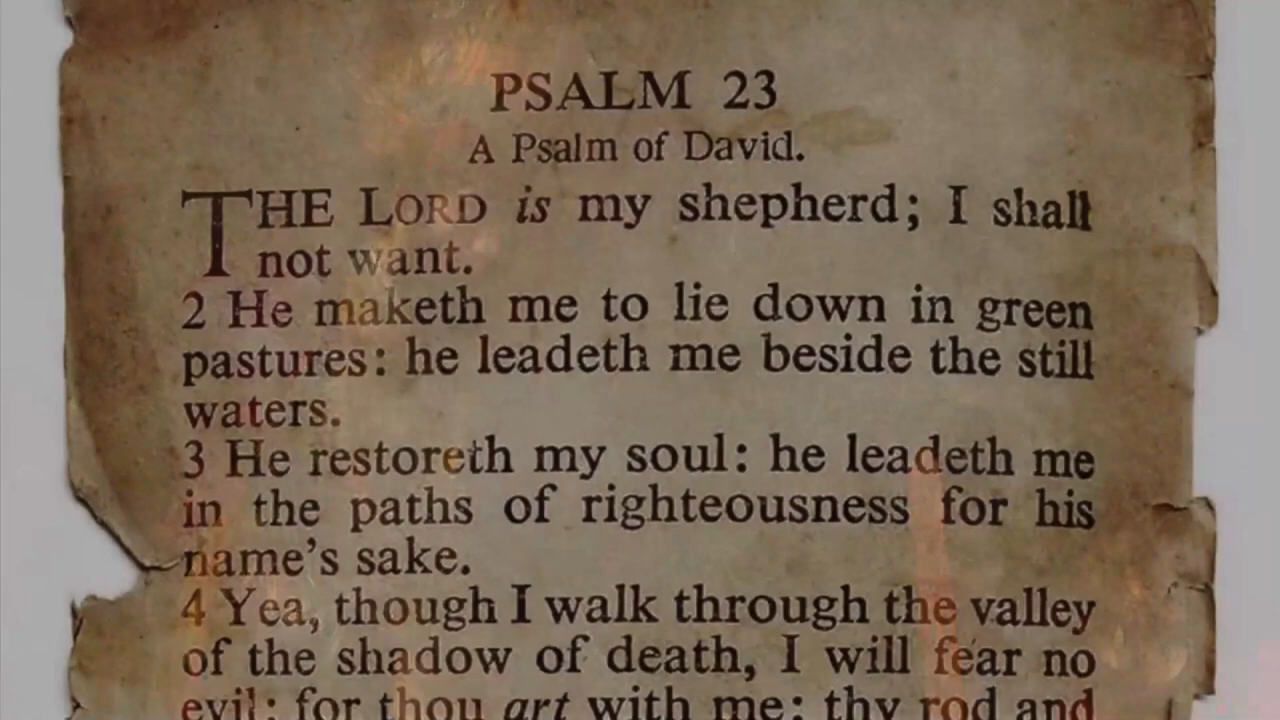 PSALM 23
A Psalm of David.
THE LORD is my shepherd; I shall
not want.
2 He maketh me to lie down in green
pastures: he leadeth me beside the still
waters.
3 He restoreth my soul: he leadeth me
in the paths of righteousness for his
name's sake.
4 Yea, though I walk through the valley
of the shadow of death, I will fear no
evil: for thou art with me; thy rod and